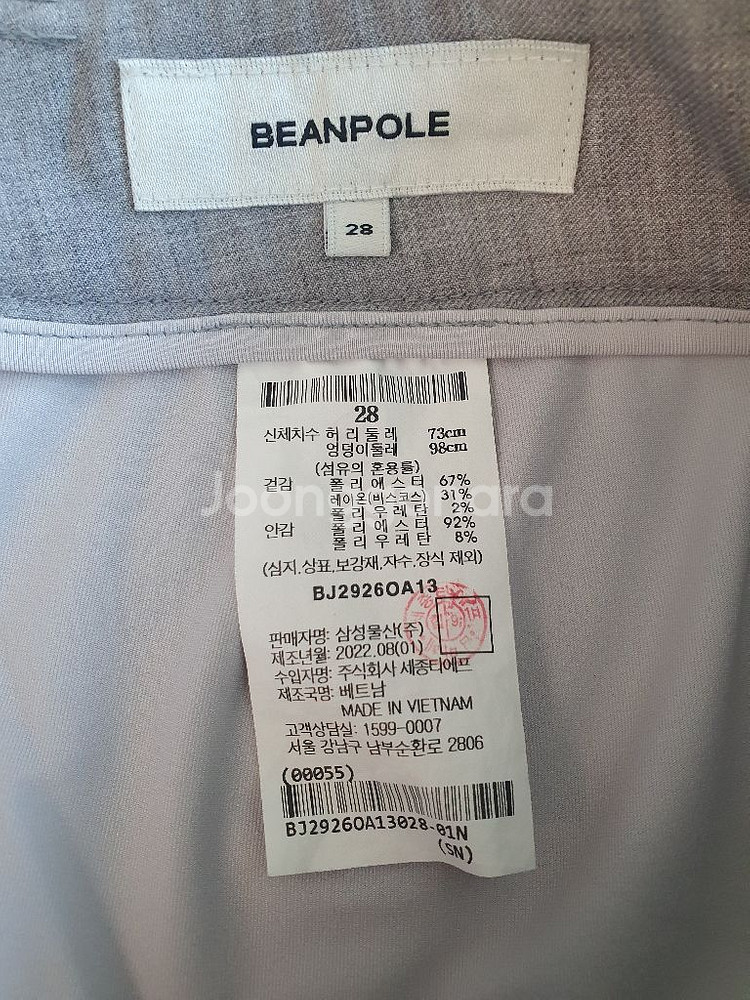 BEANPOLE
28
28
신체치수 허리둘레 73cm
엉덩이둘레 98cm
(섬유의 혼용률)
겉감 폴리에스터 67%
레이온(비스코스) 31%
폴리우레탄 2%
안감 폴리에스터 92%
폴리우레탄 8%
(심지,상표,보강재,자수,장식 제외)
BJ2926OA13
판매자명: 삼성물산(주)
제조년월: 2022.08(01)
수입자명: 주식회사 세종티에프
제조국명: 베트남
MADE IN VIETNAM
고객상담실: 1599-0007
서울 강남구 남부순환로 2806
(00055)
BJ2926OA13028-01N
(SN)